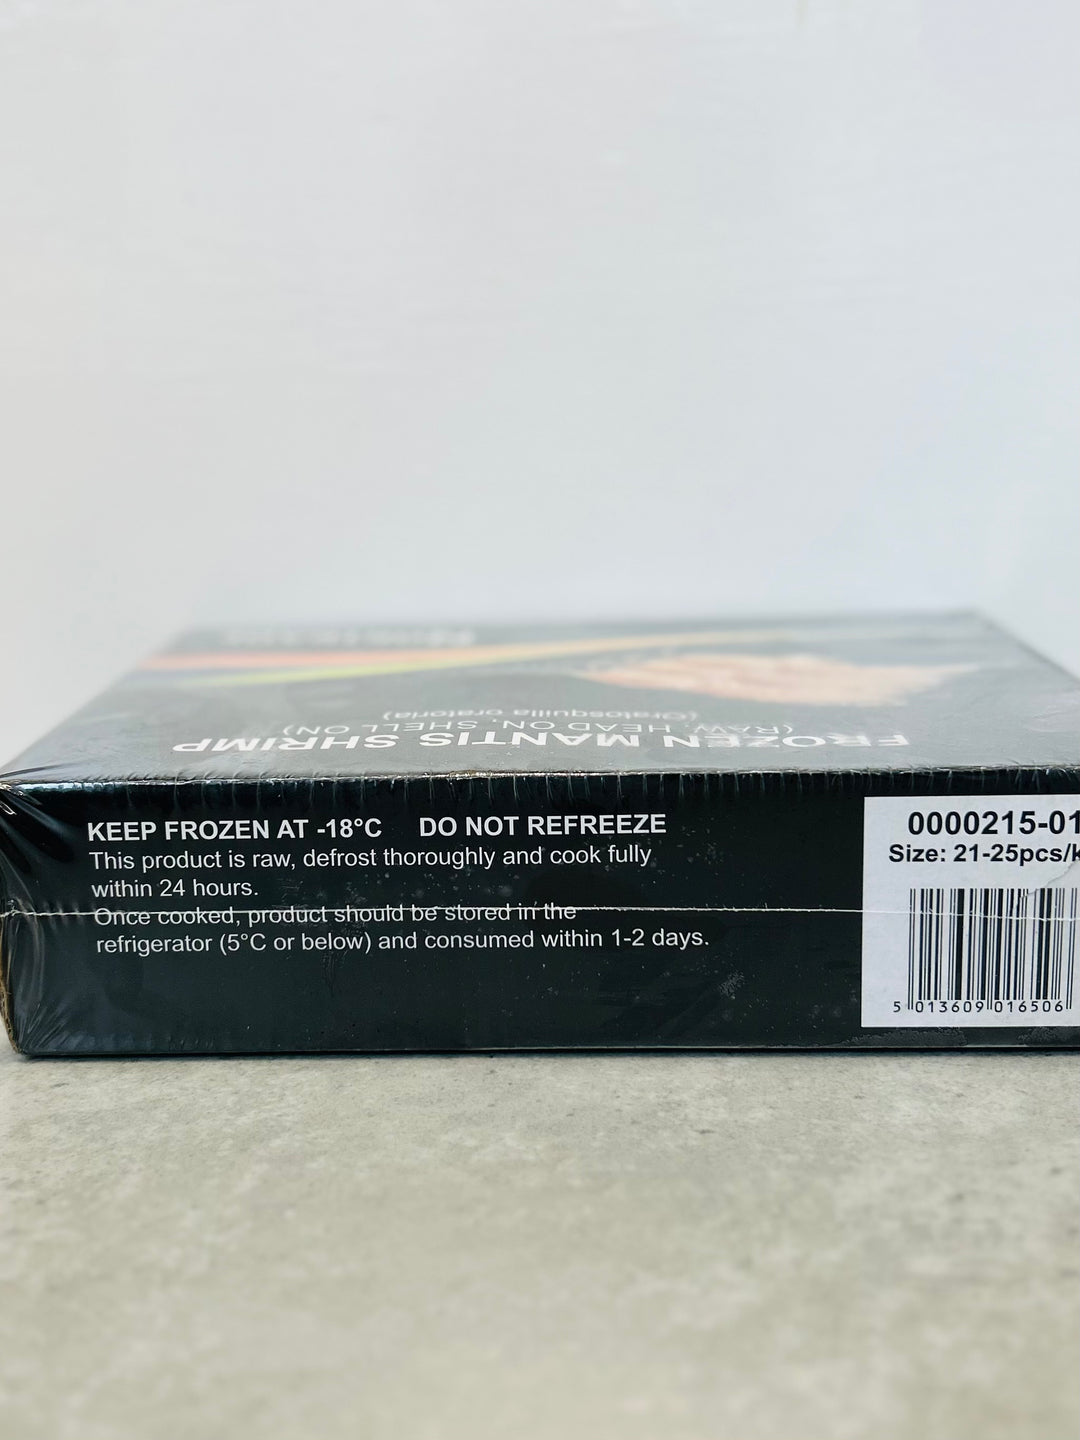 FROZEN MANTIS SHRIMP
(RAW, HEAD ON, SHELL ON)
(Oratosquilla oratoria)
KEEP FROZEN AT -18°C DO NOT REFREEZE
This product is raw, defrost thoroughly and cook fully
within 24 hours.
Once cooked, product should be stored in the
refrigerator (5°C or below) and consumed within 1-2 days.
0000215-01
Size: 21-25pcs/k
5 013609 016506